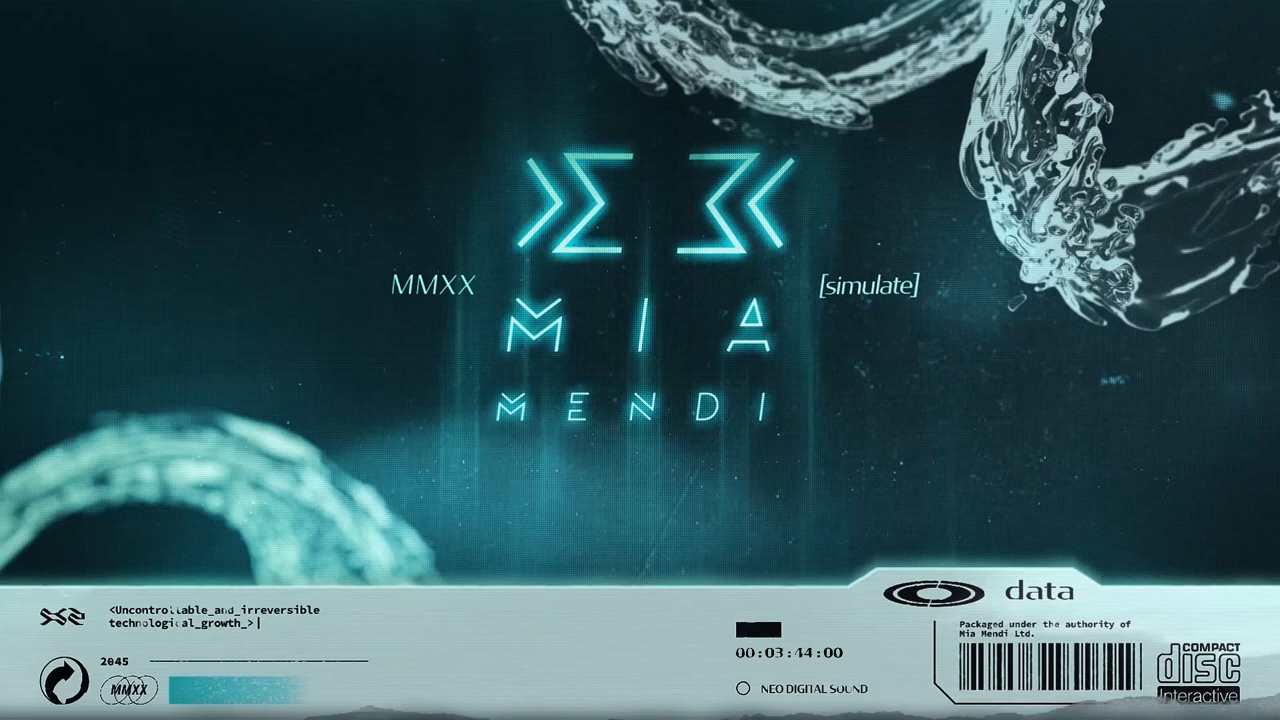 MMXX
[simulate]
MIA
MENDI
data
<Uncontrollable_and_irreversible
technological_growth_>|
Packaged under the authority of
Mia Mendi Ltd.
00:03:44:00
2045
MMXX
NEO DIGITAL SOUND
COMPACT
disc
Interactive